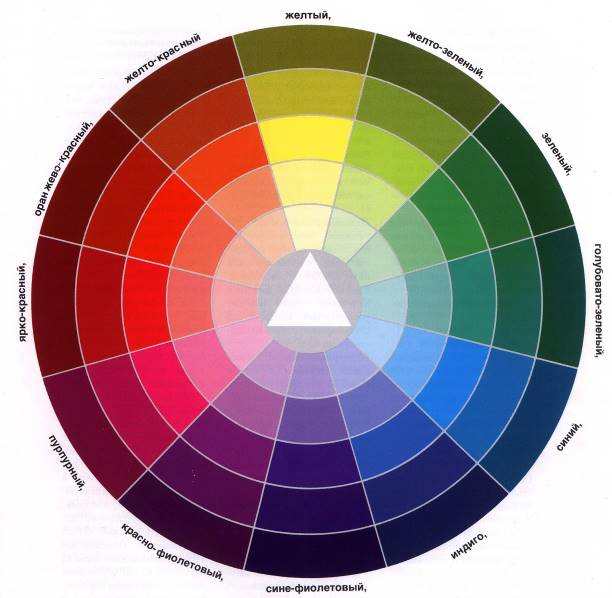 желтый,
желто-зеленый,
зеленый,
голубовато-зеленый,
синий,
индиго,
сине-фиолетовый,
красно-фиолетовый,
пурпурный,
ярко-красный,
оран жево-красный,
желто-красный